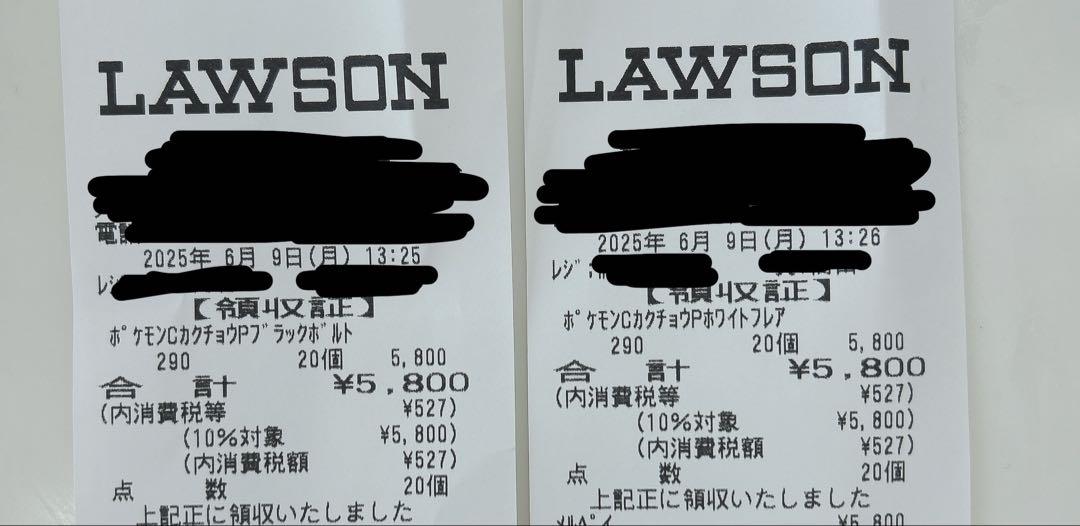 LAWSON
2025年 6月 9日(月) 13:25
【領収証】
ﾎﾟｹﾓﾝCｶｸﾁｮｳPﾌﾞﾗｯｸﾎﾞﾙﾄ
290 20個 5,800
合 計 ¥5,800
(内消費税等 ¥527)
(10%対象 ¥5,800)
(内消費税額 ¥527)
点 数 20個
上記正に領収いたしました
LAWSON
2025年 6月 9日(月) 13:26
ﾚｼﾞ
【領収証】
ﾎﾟｹﾓﾝCｶｸﾁｮｳPﾎﾜｲﾄﾌﾚｱ
290 20個 5,800
合 計 ¥5,800
(内消費税等 ¥527)
(10%対象 ¥5,800)
(内消費税額 ¥527)
点 数 20個
上記正に領収いたしました
ﾒﾙﾍﾟｲ ¥5,800